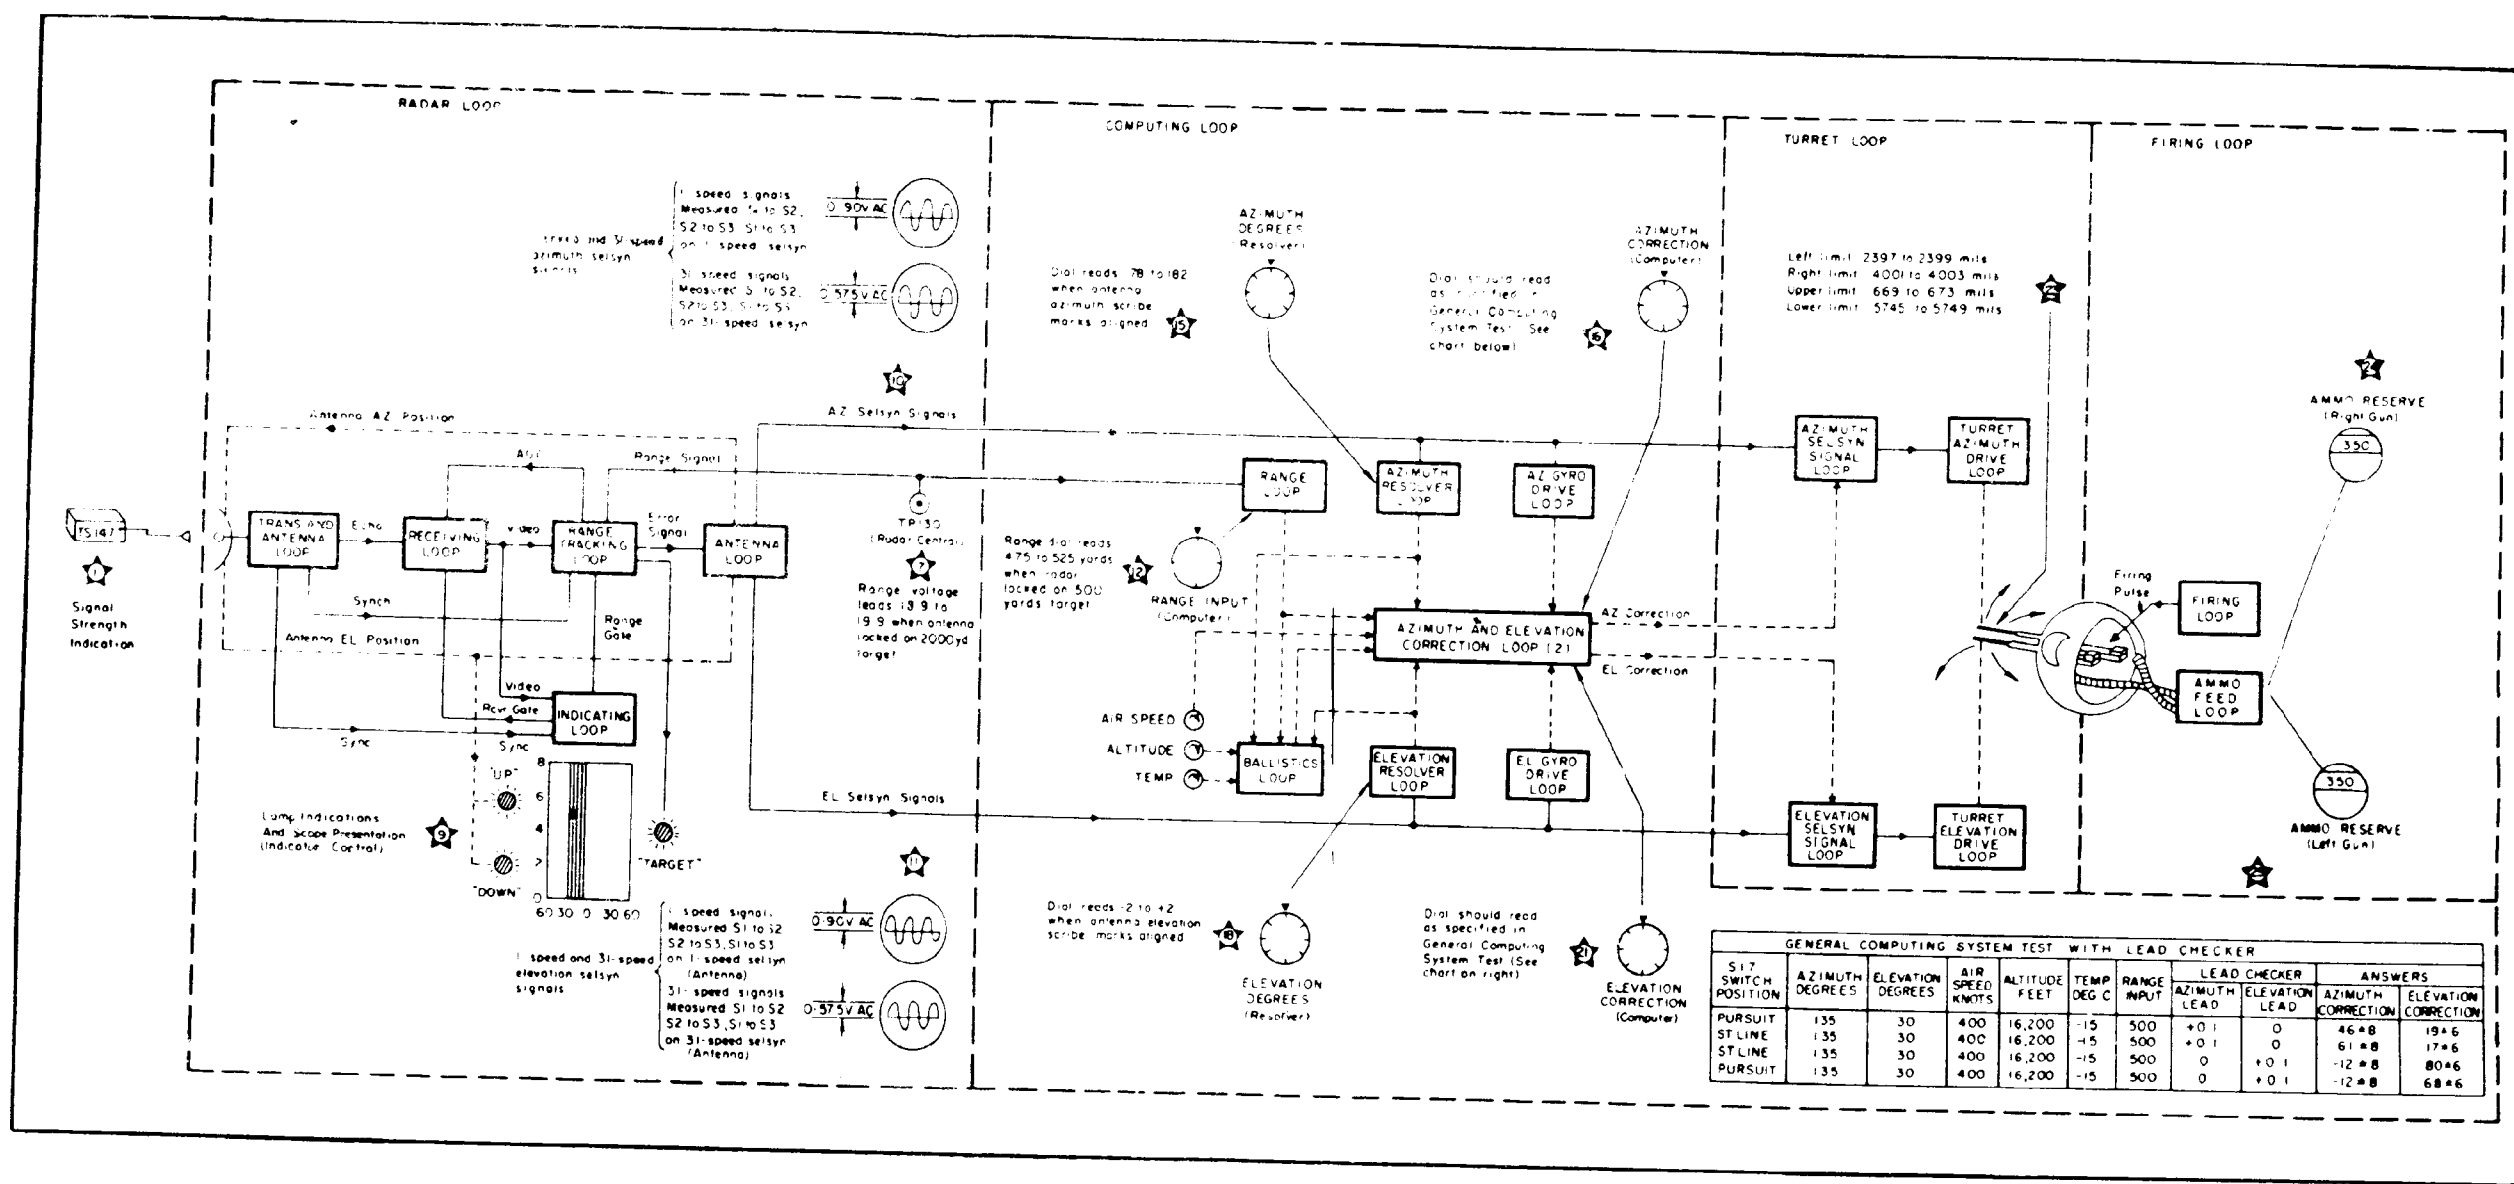 RADAR LOOP
COMPUTING LOOP
TURRET LOOP
FIRING LOOP
speed and 31-speed
azimuth selsyn
signals
speed signals
Measured to S2,
S2 to S3, S1 to S3
on 1-speed selsyn
0-90V AC
31-speed signals
Measured S1 to S2,
S2 to S3, S1 to S3
on 31-speed selsyn
0-575V AC
10
Antenna AZ Position
AZ Selsyn Signals
Range Signal
TS147
1
Signal
Strength
Indication
TRANS AND
ANTENNA
LOOP
Echo
RECEIVING
LOOP
Video
RANGE
TRACKING
LOOP
Error
Signal
ANTENNA
LOOP
TP130
(Radar Central)
7
Range voltage
leads 18.9 to
19.9 when antenna
locked on 2000yd
target
Synch
Antenna EL Position
Range
Gate
Video
Rcvr Gate
INDICATING
LOOP
Sync
Sync
"UP"
"DOWN"
"TARGET"
8
6
4
2
0
60 30 0 30 60
Lamp Indications
And Scope Presentation
(Indicator Control)
9
EL Selsyn Signals
11
1 speed and 31-speed
elevation selsyn
signals
speed signals
Measured S1 to S2
S2 to S3, S1 to S3
on 1-speed selsyn
(Antenna)
0-90V AC
31-speed signals
Measured S1 to S2
S2 to S3, S1 to S3
on 31-speed selsyn
(Antenna)
0-575V AC
AZIMUTH
DEGREES
(Resolver)
Dial reads 178 to 182
when antenna
azimuth scribe
marks aligned
15
AZIMUTH
CORRECTION
(Computer)
Dial should read
as specified in
General Computing
System Test See
chart below)
16
RANGE
LOOP
AZIMUTH
RESOLVER
LOOP
AZ GYRO
DRIVE
LOOP
Range dial reads
475 to 525 yards
when radar
locked on 500
yards target
12
RANGE INPUT
(Computer)
AZIMUTH AND ELEVATION
CORRECTION LOOP (2)
AZ Correction
EL Correction
AIR SPEED
ALTITUDE
TEMP
BALLISTICS
LOOP
ELEVATION
RESOLVER
LOOP
EL GYRO
DRIVE
LOOP
Dial reads -2 to +2
when antenna elevation
scribe marks aligned
18
ELEVATION
DEGREES
(Resolver)
Dial should read
as specified in
General Computing
System Test (See
chart on right)
21
ELEVATION
CORRECTION
(Computer)
Left limit 2397 to 2399 mils
Right limit 4001 to 4003 mils
Upper limit 669 to 673 mils
Lower limit 5745 to 5749 mils
AZIMUTH
SELSYN
SIGNAL
LOOP
TURRET
AZIMUTH
DRIVE
LOOP
ELEVATION
SELSYN
SIGNAL
LOOP
TURRET
ELEVATION
DRIVE
LOOP
Firing
Pulse
FIRING
LOOP
AMMO
FEED
LOOP
AMMO RESERVE
(Right Gun)
350
350
AMMO RESERVE
(Left Gun)
GENERAL COMPUTING SYSTEM TEST WITH LEAD CHECKER
S17 SWITCH POSITION AZIMUTH DEGREES ELEVATION DEGREES AIR SPEED KNOTS ALTITUDE FEET TEMP DEG C RANGE INPUT LEAD CHECKER AZIMUTH LEAD ELEVATION LEAD ANSWERS AZIMUTH CORRECTION ELEVATION CORRECTION
PURSUIT 135 30 400 16,200 -15 500 +0.1 0 46±8 19±6
ST LINE 135 30 400 16,200 -15 500 +0.1 0 61±8 17±6
ST LINE 135 30 400 16,200 -15 500 0 +0.1 -12±8 80±6
PURSUIT 135 30 400 16,200 -15 500 0 +0.1 -12±8 68±6